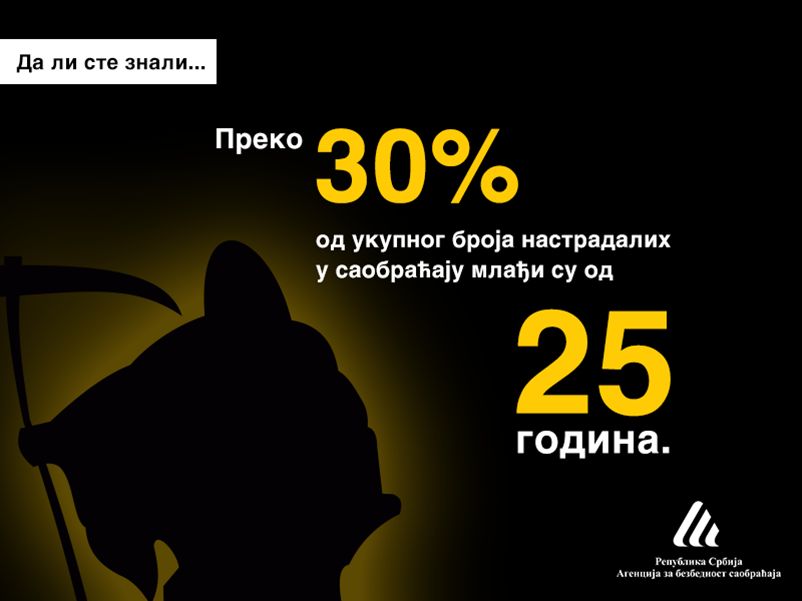 Да ли сте знали...
Преко 30%
од укупног броја настрадалих
у саобраћају млађи су од
25
година.
Република Србија
Агенција за безбедност саобраћаја